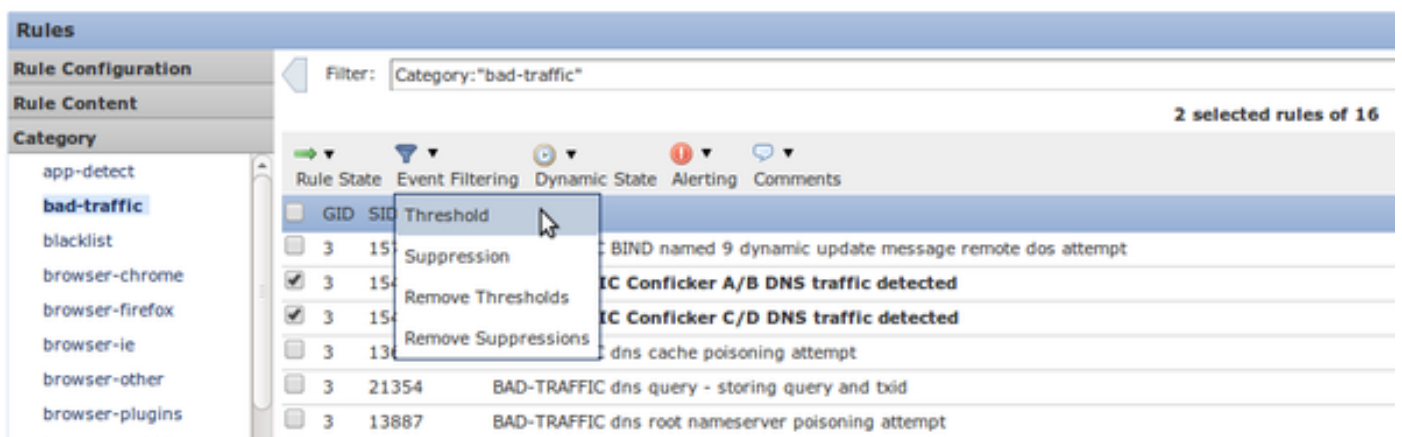 Rules
Rule Configuration
Filter: Category:"bad-traffic"
Rule Content
2 selected rules of 16
Category
app-detect
bad-traffic
blacklist
browser-chrome
browser-firefox
browser-ie
browser-other
browser-plugins
Rule State Event Filtering Dynamic State Alerting Comments
GID SID
Threshold
Suppression
Remove Thresholds
Remove Suppressions
3 BIND named 9 dynamic update message remote dos attempt
3 Conficker A/B DNS traffic detected
3 Conficker C/D DNS traffic detected
3 dns cache poisoning attempt
3 21354 BAD-TRAFFIC dns query - storing query and txid
3 13887 BAD-TRAFFIC dns root nameserver poisoning attempt